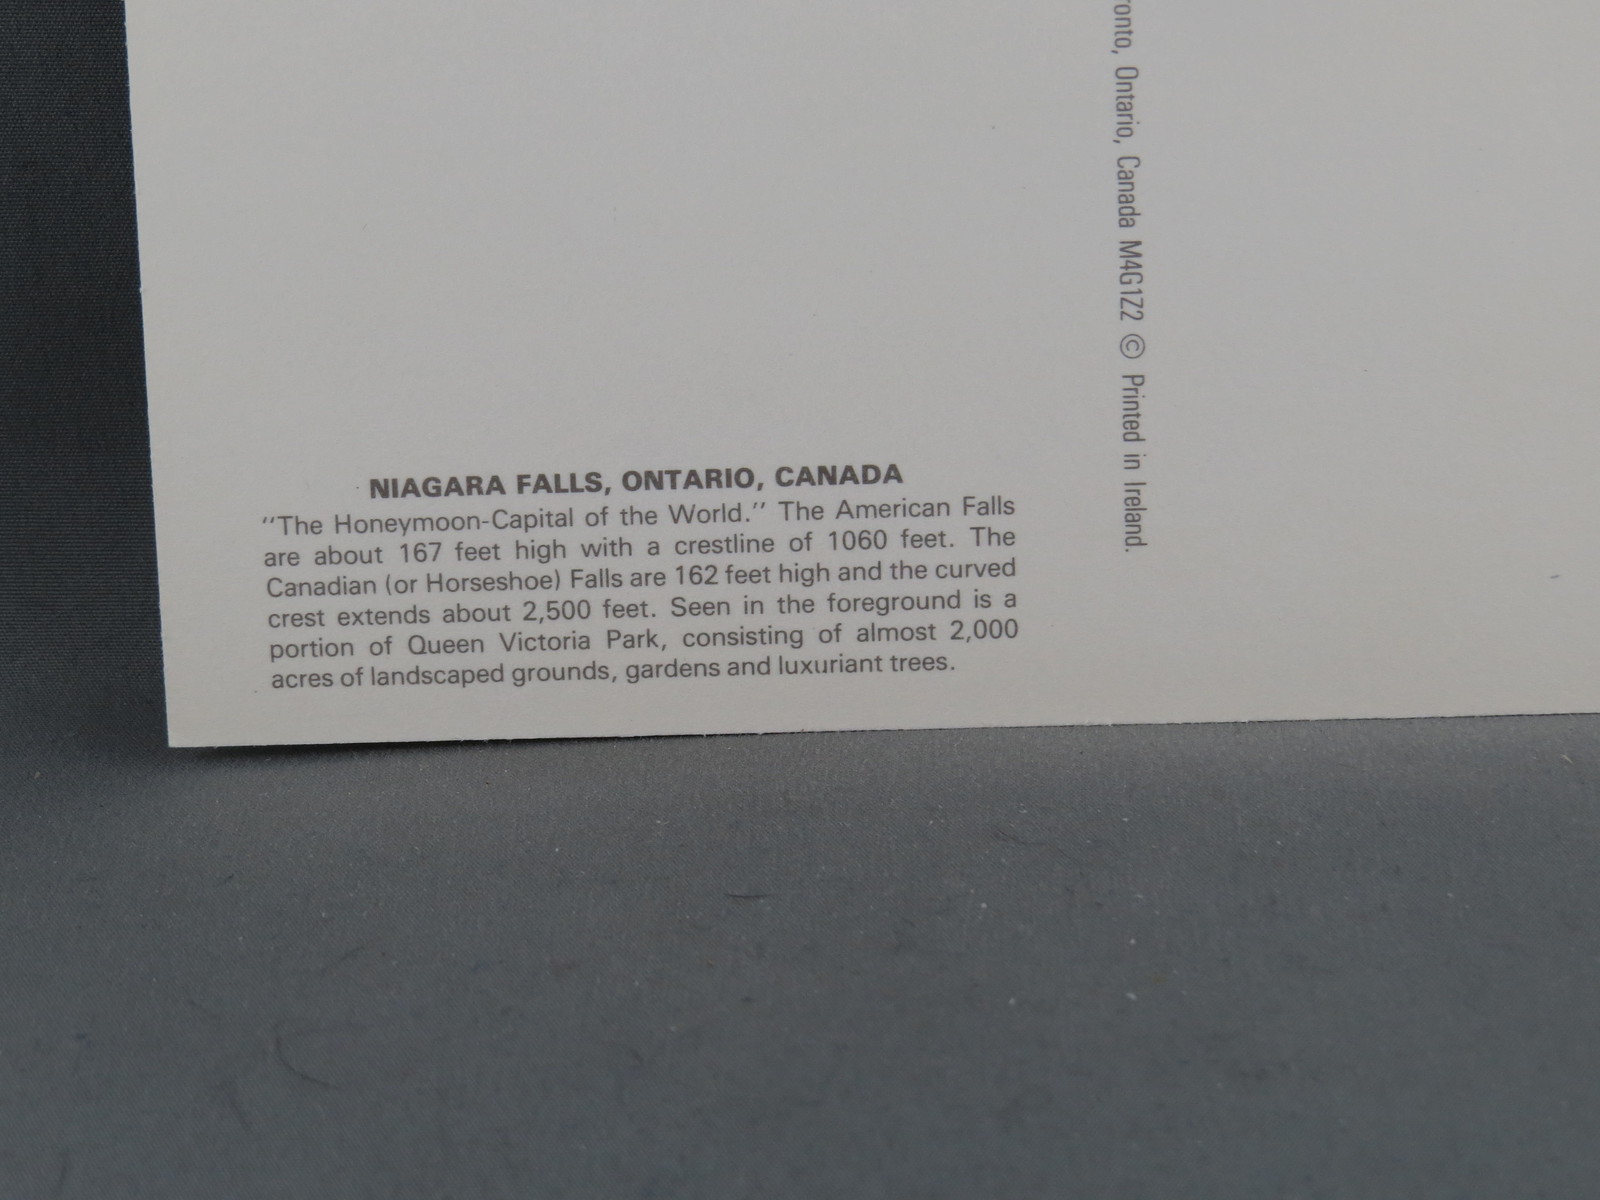 NIAGARA FALLS, ONTARIO, CANADA
"The Honeymoon-Capital of the World." The American Falls
are about 167 feet high with a crestline of 1060 feet. The
Canadian (or Horseshoe) Falls are 162 feet high and the curved
crest extends about 2,500 feet. Seen in the foreground is a
portion of Queen Victoria Park, consisting of almost 2,000
acres of landscaped grounds, gardens and luxuriant trees.
Ontario, Canada M4G1Z2 © Printed in Ireland.